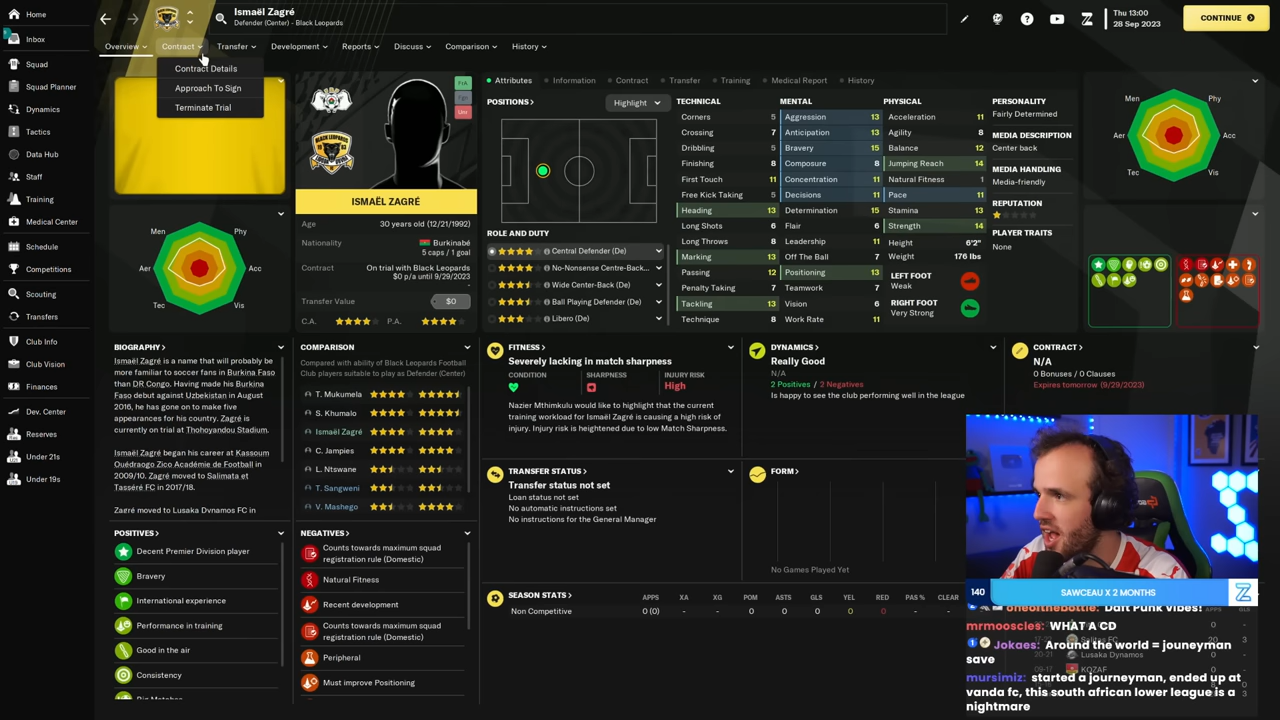 Home
Inbox
Squad
Squad Planner
Dynamics
Tactics
Data Hub
Staff
Training
Medical Center
Schedule
Competitions
Scouting
Transfers
Club Info
Club Vision
Finances
Dev. Center
Reserves
Under 21s
Under 19s
Ismaël Zagré
Defender (Center) - Black Leopards
Thu 13:00
28 Sep 2023
CONTINUE
Overview Contract Transfer Development Reports Discuss Comparison History
Contract Details
Approach To Sign
Terminate Trial
Men Phy
Aer Acc
Tec Vis
ISMAËL ZAGRÉ
Age 30 years old (12/21/1992)
Nationality Burkinabé
5 caps / 1 goal
Contract On trial with Black Leopards
$0 p/a until 9/29/2023
-
Transfer Value $0
C.A. P.A.
Attributes Information Contract Transfer Training Medical Report History
POSITIONS Highlight
ROLE AND DUTY
Central Defender (De)
No-Nonsense Centre-Back...
Wide Center-Back (De)
Ball Playing Defender (De)
Libero (De)
TECHNICAL
Corners 5
Crossing 7
Dribbling 5
Finishing 8
First Touch 11
Free Kick Taking 5
Heading 13
Long Shots 6
Long Throws 8
Marking 13
Passing 12
Penalty Taking 7
Tackling 13
Technique 8
MENTAL
Aggression 13
Anticipation 13
Bravery 15
Composure 8
Concentration 11
Decisions 11
Determination 15
Flair 6
Leadership 11
Off The Ball 7
Positioning 13
Teamwork 7
Vision 6
Work Rate 11
PHYSICAL
Acceleration 11
Agility 8
Balance 12
Jumping Reach 14
Natural Fitness 1
Pace 11
Stamina 13
Strength 14
Height 6'2"
Weight 176 lbs
LEFT FOOT
Weak
RIGHT FOOT
Very Strong
PERSONALITY
Fairly Determined
MEDIA DESCRIPTION
Center back
MEDIA HANDLING
Media-friendly
REPUTATION
PLAYER TRAITS
None
Men Phy
Aer Acc
Tec Vis
BIOGRAPHY
Ismaël Zagré is a name that will probably be
more familiar to soccer fans in Burkina Faso
than DR Congo. Having made his Burkina
Faso debut against Uzbekistan in August
2016, he has gone on to make five
appearances for his country. Zagré is
currently on trial at Thohoyandou Stadium.
Ismaël Zagré began his career at Kassoum
Ouédraogo Zico Académie de Football in
2009/10. Zagré moved to Salimata et
Tasséré FC in 2017/18.
Zagré moved to Lusaka Dynamos FC in
COMPARISON
Compared with ability of Black Leopards Football
Club players suitable to play as Defender (Center)
T. Mukumela
S. Khumalo
Ismaël Zagré
C. Jampies
L. Ntswane
T. Sangweni
V. Mashego
FITNESS
Severely lacking in match sharpness
CONDITION SHARPNESS INJURY RISK
High
Nazier Mthimkulu would like to highlight that the current
training workload for Ismaël Zagré is causing a high risk of
injury. Injury risk is heightened due to low Match Sharpness.
DYNAMICS
Really Good
N/A
2 Positives / 2 Negatives
Is happy to see the club performing well in the league
CONTRACT
N/A
0 Bonuses / 0 Clauses
Expires tomorrow (9/29/2023)
TRANSFER STATUS
Transfer status not set
Loan status not set
No automatic instructions set
No instructions for the General Manager
FORM
No Games Played Yet
POSITIVES
Decent Premier Division player
Bravery
International experience
Performance in training
Good in the air
Consistency
NEGATIVES
Counts towards maximum squad
registration rule (Domestic)
Natural Fitness
Recent development
Counts towards maximum squad
registration rule (Domestic)
Peripheral
Must improve Positioning
SEASON STATS APPS XA XG POM ASTS GLS YEL RED PAS % CLEAR
Non Competitive 0 (0) - - 0 0 0 0 0 - -
140 SAWCEAU X 2 MONTHS
oneoftheboltle: Daft Punk Vibes!
mrmooscles: WHAT A CD
Jokaes: Around the world = jouneyman
save
mursimiz: started a journeyman, ended up at
vanda fc, this south african lower league is a
nightmare